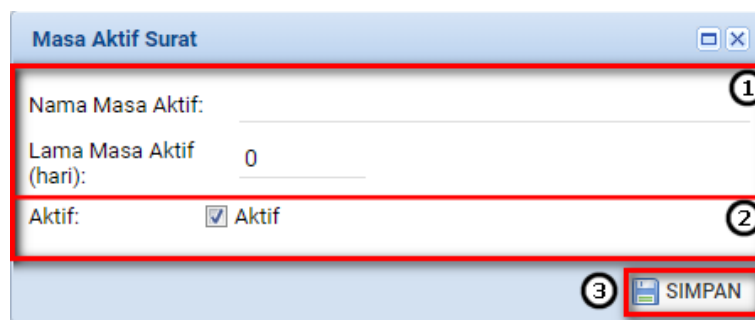 Masa Aktif Surat
1
Nama Masa Aktif:
Lama Masa Aktif
(hari):
0
Aktif:
Aktif
2
3
SIMPAN